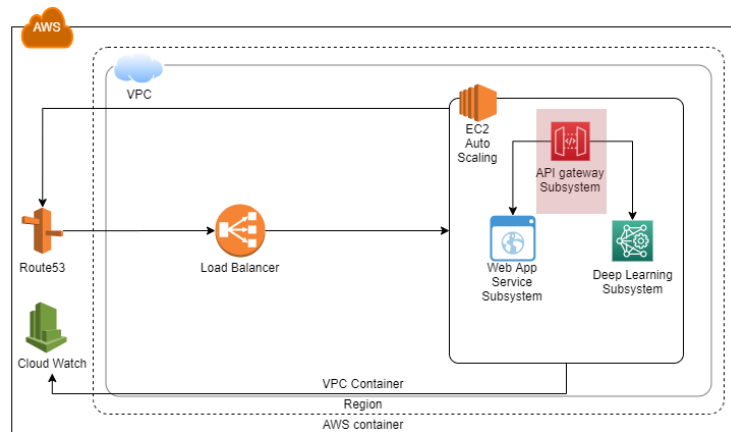 AWS
VPC
EC2
Auto
Scaling
API gateway
Subsystem
Route53
Load Balancer
Web App
Service
Subsystem
Deep Learning
Subsystem
Cloud Watch
VPC Container
Region
AWS container